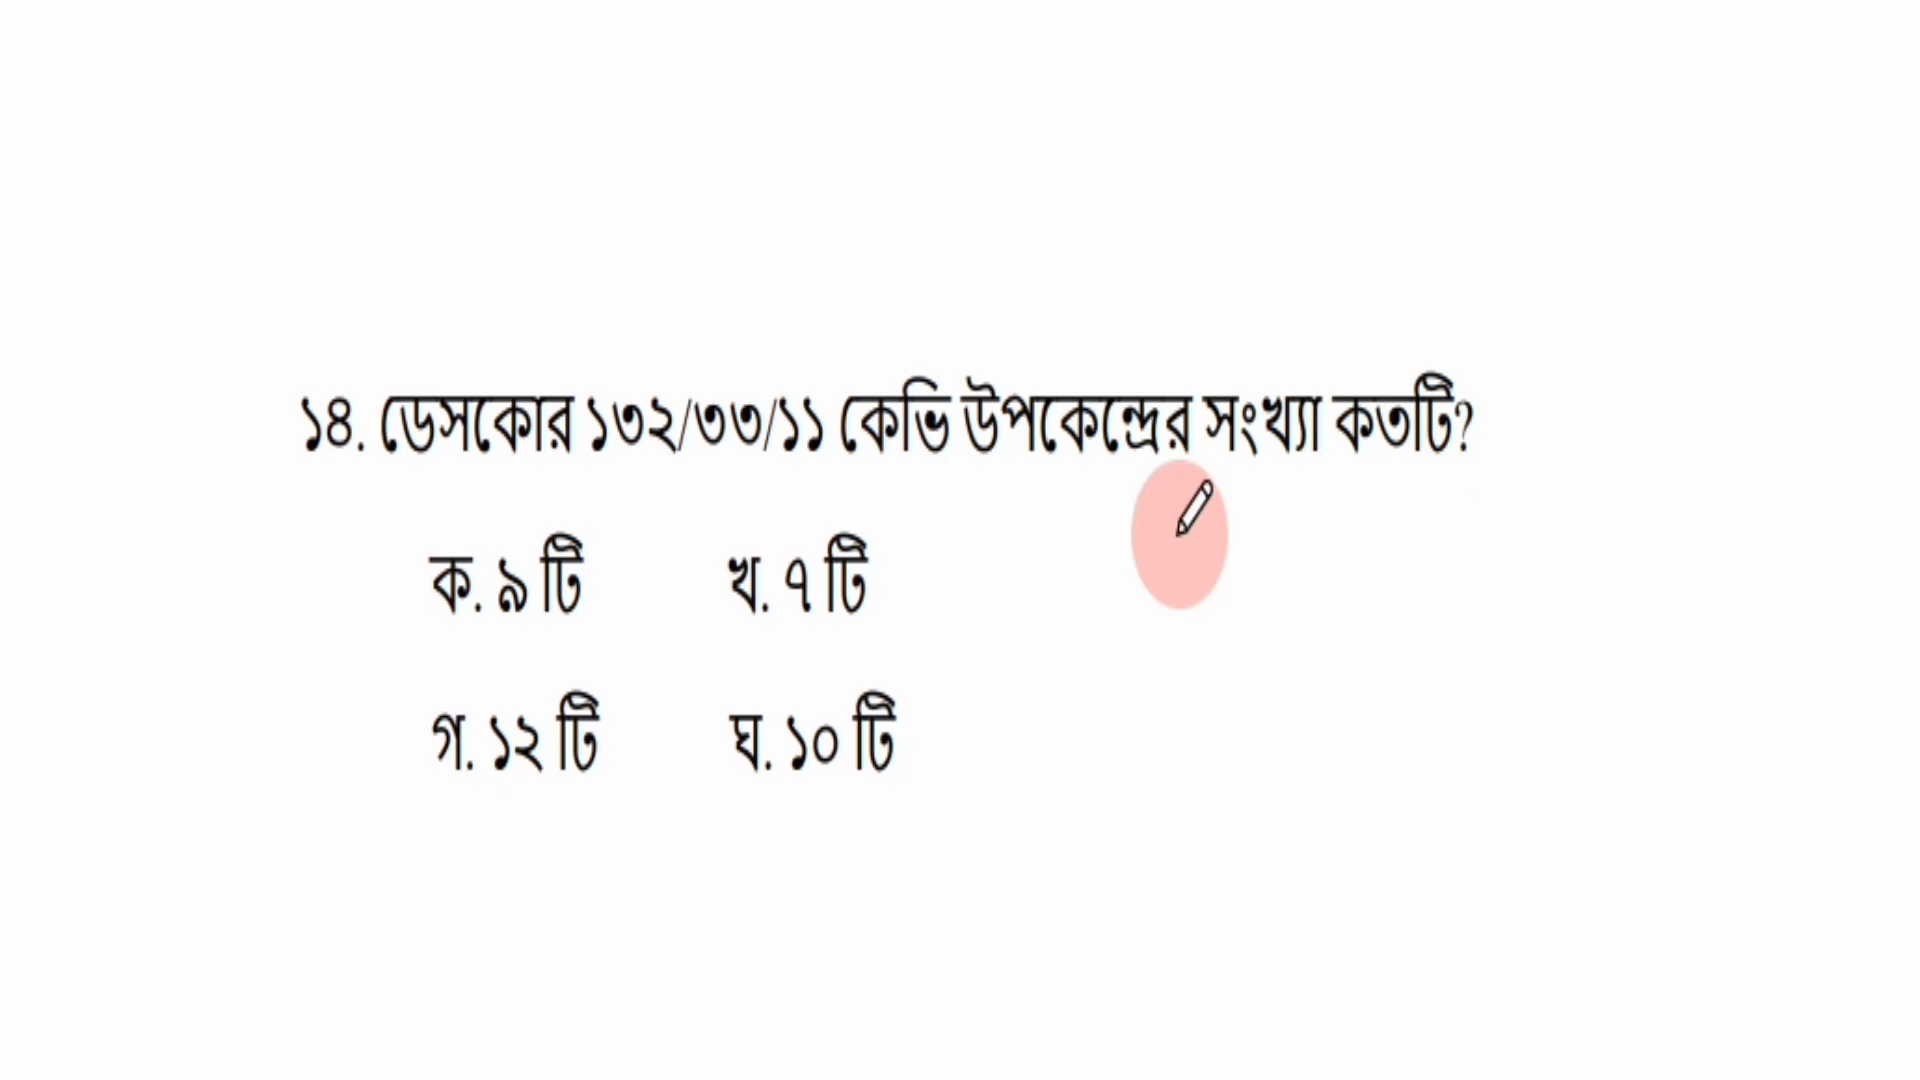 ১৪. ডেসকোর ১৩২/৩৩/১১ কেভি উপকেন্দ্রের সংখ্যা কতটি?
ক. ৯ টি খ. ৭ টি
গ. ১২ টি ঘ. ১০ টি